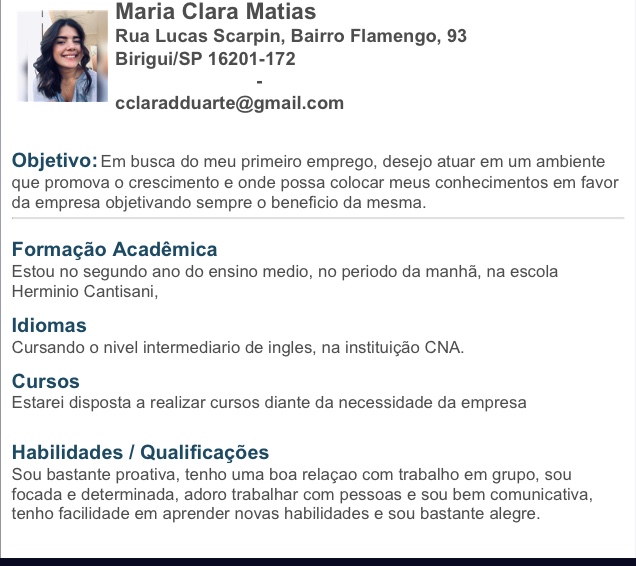 Maria Clara Matias
Rua Lucas Scarpin, Bairro Flamengo, 93
Birigui/SP 16201-172
-
cclaradduarte@gmail.com
Objetivo: Em busca do meu primeiro emprego, desejo atuar em um ambiente
que promova o crescimento e onde possa colocar meus conhecimentos em favor
da empresa objetivando sempre o beneficio da mesma.
Formação Acadêmica
Estou no segundo ano do ensino medio, no periodo da manhã, na escola
Herminio Cantisani,
Idiomas
Cursando o nivel intermediario de ingles, na instituição CNA.
Cursos
Estarei disposta a realizar cursos diante da necessidade da empresa
Habilidades / Qualificações
Sou bastante proativa, tenho uma boa relaçao com trabalho em grupo, sou
focada e determinada, adoro trabalhar com pessoas e sou bem comunicativa,
tenho facilidade em aprender novas habilidades e sou bastante alegre.